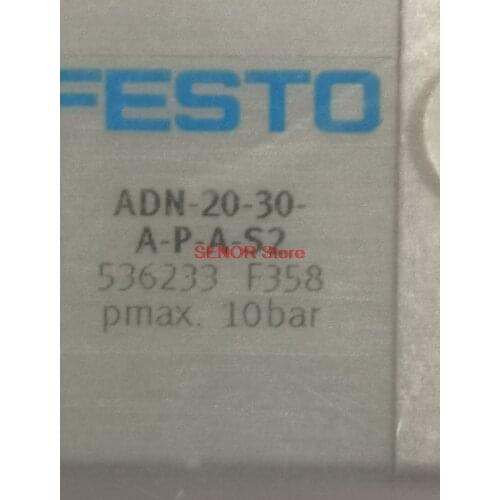 FESTO
ADN-20-30-
A-P-A-S2
SENOR Store
536233 F358
pmax. 10bar